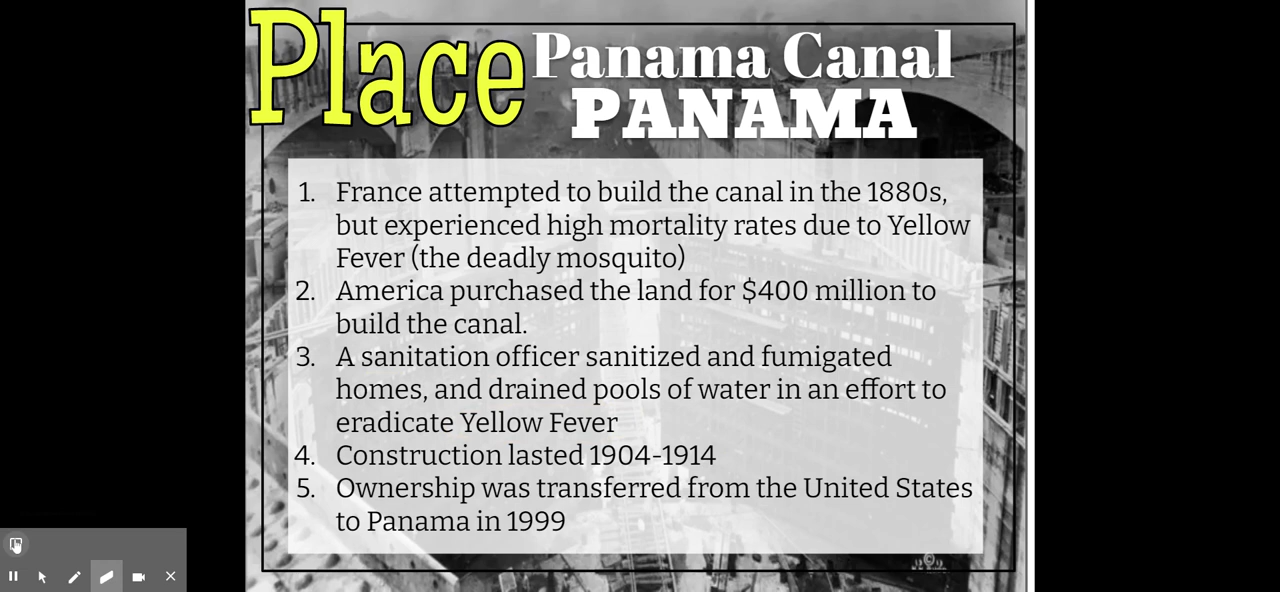 Place
Panama Canal
PANAMA
1. France attempted to build the canal in the 1880s,
but experienced high mortality rates due to Yellow
Fever (the deadly mosquito)
2. America purchased the land for $400 million to
build the canal.
3. A sanitation officer sanitized and fumigated
homes, and drained pools of water in an effort to
eradicate Yellow Fever
4. Construction lasted 1904-1914
5. Ownership was transferred from the United States
to Panama in 1999